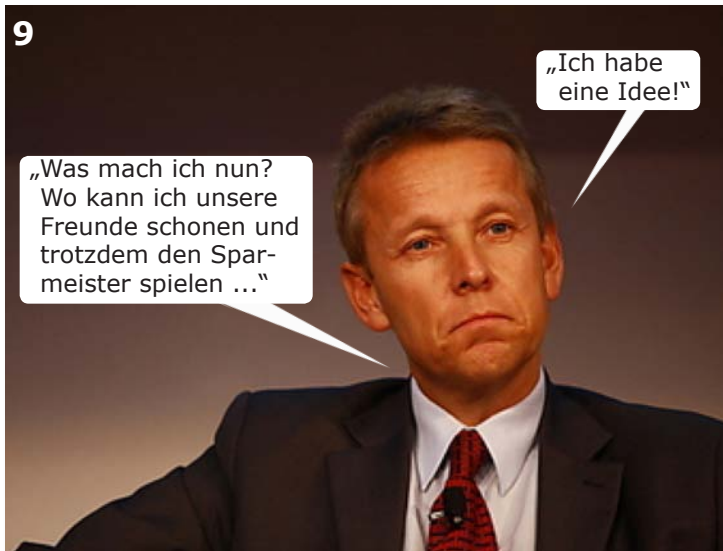 9
„Was mach ich nun?
Wo kann ich unsere
Freunde schonen und
trotzdem den Spar-
meister spielen ...“
„Ich habe
eine Idee!“